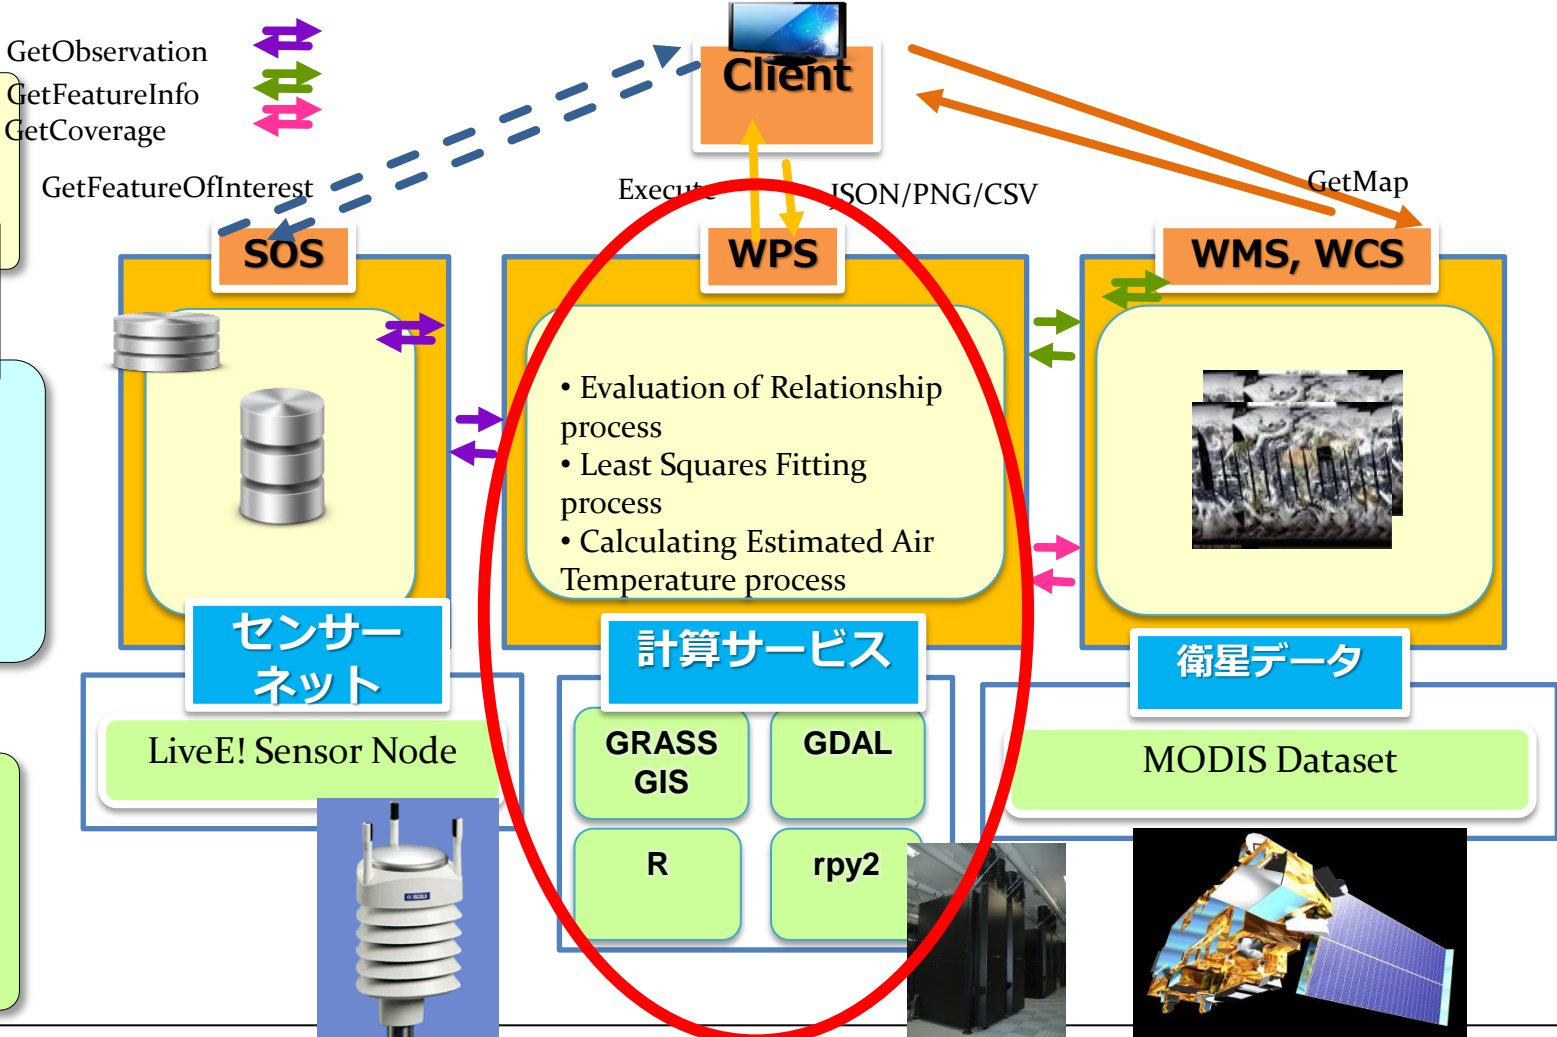 GetObservation
GetFeatureInfo
GetCoverage
Client
GetFeatureOfInterest
Execute
JSON/PNG/CSV
GetMap
SOS
WPS
WMS, WCS
• Evaluation of Relationship
process
• Least Squares Fitting
process
• Calculating Estimated Air
Temperature process
センサー
ネット
計算サービス
衛星データ
LiveE! Sensor Node
GRASS
GIS
GDAL
MODIS Dataset
R
rpy2